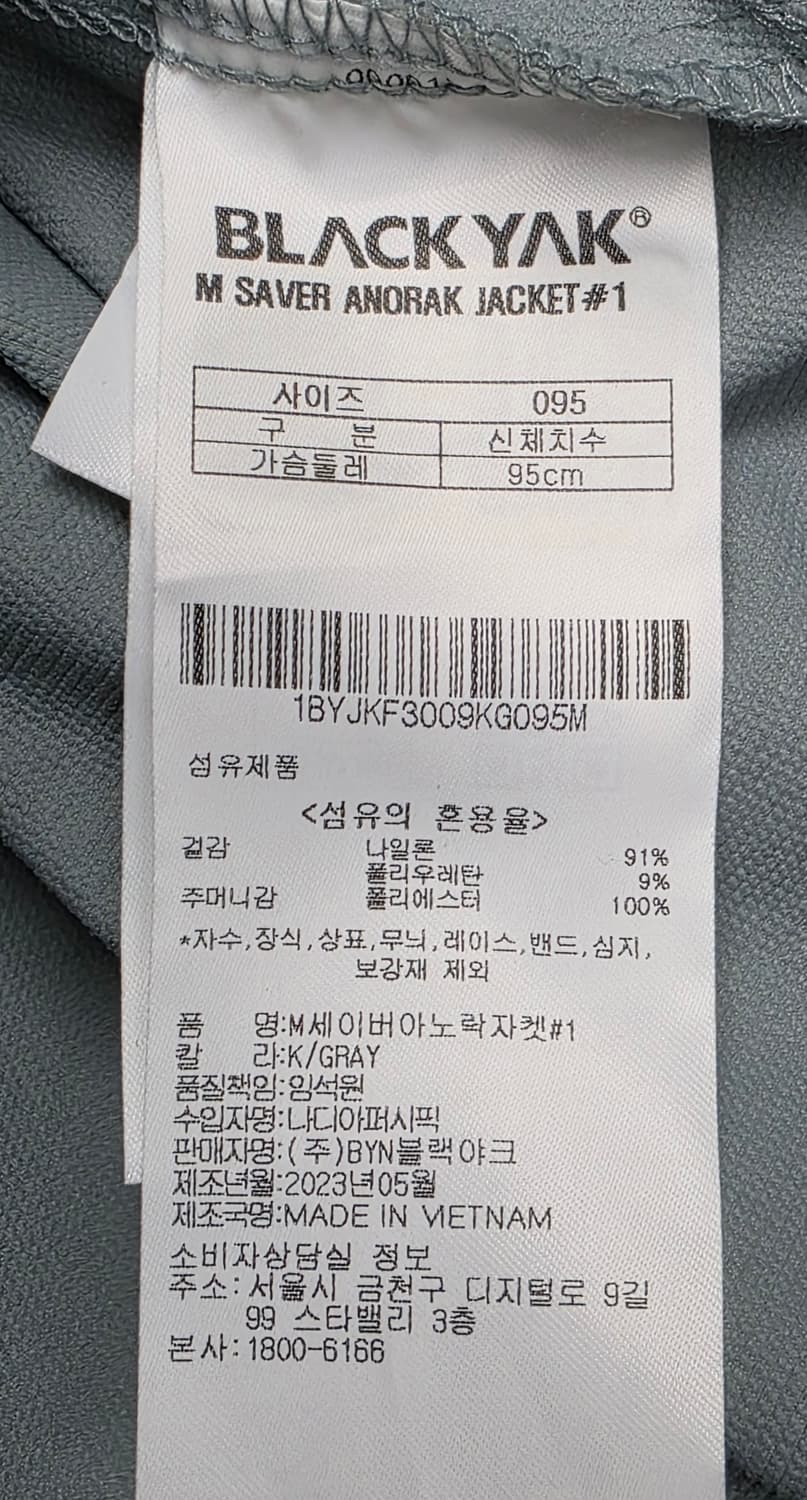 BLACKYAK®
M SAVER ANORAK JACKET#1
사이즈 095
구 분 신체치수
가슴둘레 95cm
1BYJKF3009KG095M
섬유제품
<섬유의 혼용율>
겉감 나일론 91%
폴리우레탄 9%
주머니감 폴리에스터 100%
*자수,장식,상표,무늬,레이스,밴드,심지,
보강재 제외
품 명:M세이버아노락자켓#1
칼 라:K/GRAY
품질책임:임석원
수입자명:나디아퍼시픽
판매자명:(주)BYN블랙야크
제조년월:2023년05월
제조국명:MADE IN VIETNAM
소비자상담실 정보
주소:서울시 금천구 디지털로 9길
99 스타밸리 3층
본사:1800-6166